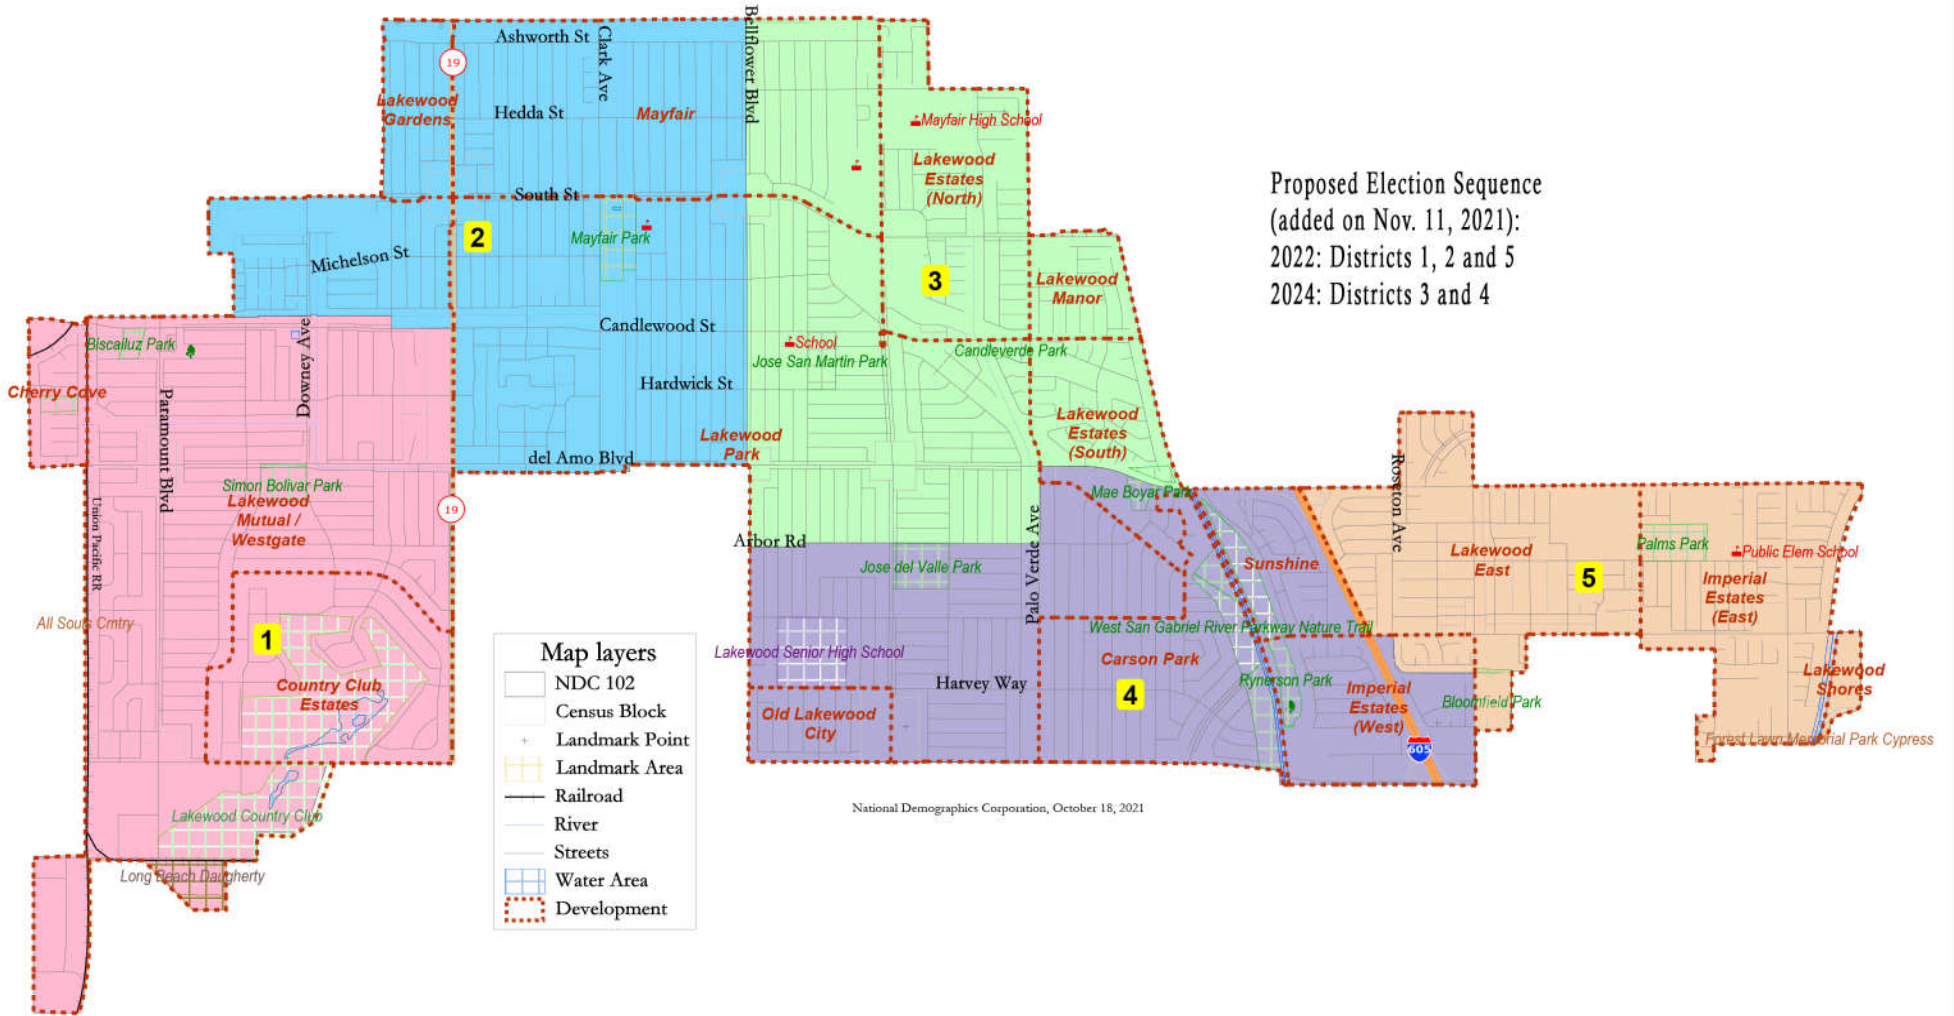 Ashworth St
Clark Ave
Bellflower Blvd
19
Lakewood
Gardens
Hedda St
Mayfair
Mayfair High School
Lakewood
Estates
(North)
South St
2
Mayfair Park
Michelson St
3
Lakewood
Manor
Proposed Election Sequence
(added on Nov. 11, 2021):
2022: Districts 1, 2 and 5
2024: Districts 3 and 4
Biscailuz Park
Downey Ave
Candlewood St
School
Jose San Martin Park
Candleverde Park
Cherry Cove
Paramount Blvd
Hardwick St
Lakewood
Park
Lakewood
Estates
(South)
del Amo Blvd
Simon Bolivar Park
Lakewood
Mutual /
Westgate
19
Union Pacific RR
Mae Boyar Park
Palo Verde Ave
Arbor Rd
Jose del Valle Park
Sunshine
Roseton Ave
Lakewood
East
5
Palms Park
Public Elem School
Imperial
Estates
(East)
All Souls Cmtry
1
Country Club
Estates
Lakewood Country Club
Long Beach Daugherty
West San Gabriel River Parkway Nature Trail
Lakewood Senior High School
Harvey Way
Carson Park
4
Rynerson Park
Imperial
Estates
(West)
605
Bloomfield Park
Lakewood
Shores
Forest Lawn Memorial Park Cypress
Old Lakewood
City
National Demographics Corporation, October 18, 2021
Map layers
NDC 102
Census Block
Landmark Point
Landmark Area
Railroad
River
Streets
Water Area
Development